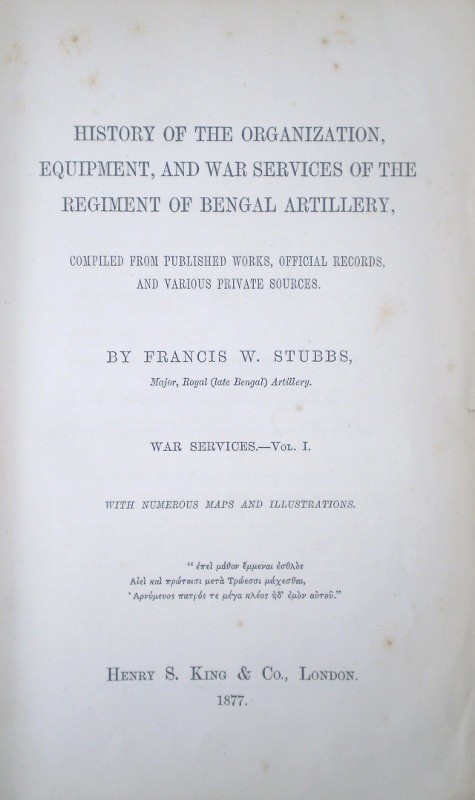 HISTORY OF THE ORGANIZATION,
EQUIPMENT, AND WAR SERVICES OF THE
REGIMENT OF BENGAL ARTILLERY,
COMPILED FROM PUBLISHED WORKS, OFFICIAL RECORDS,
AND VARIOUS PRIVATE SOURCES.
BY FRANCIS W. STUBBS,
Major, Royal (late Bengal) Artillery.
WAR SERVICES.—VOL. I.
WITH NUMEROUS MAPS AND ILLUSTRATIONS.
“ ἐπεὶ μάθον ἔμμεναι ἐσθλὸς
Αἰεὶ καὶ πρώτοισι μετὰ Τρώεσσι μάχεσθαι,
᾿Αρνύμενος πατρός τε μέγα κλέος ἠδ᾽ ἐμὸν αὐτοῦ.”
HENRY S. KING & CO., LONDON.
1877.